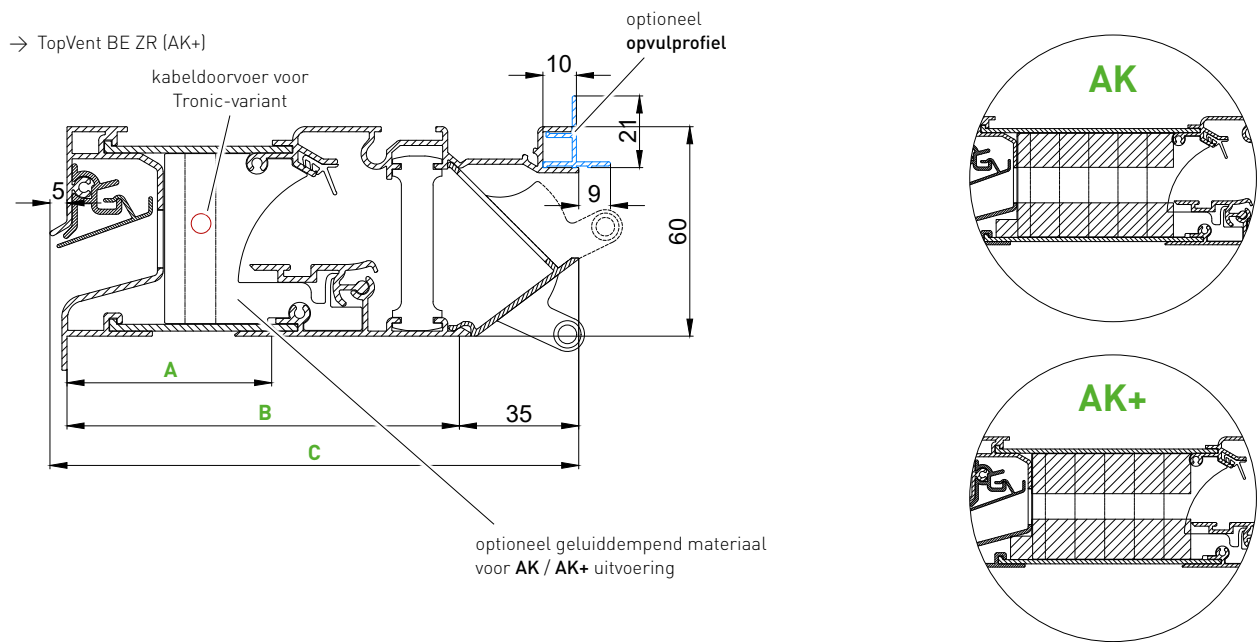 → TopVent BE ZR (AK+)
kabeldoorvoer voor
Tronic-variant
optioneel
opvulprofiel
10
21
5
9
60
A
B
35
C
optioneel geluiddempend materiaal
voor AK / AK+ uitvoering
AK
AK+